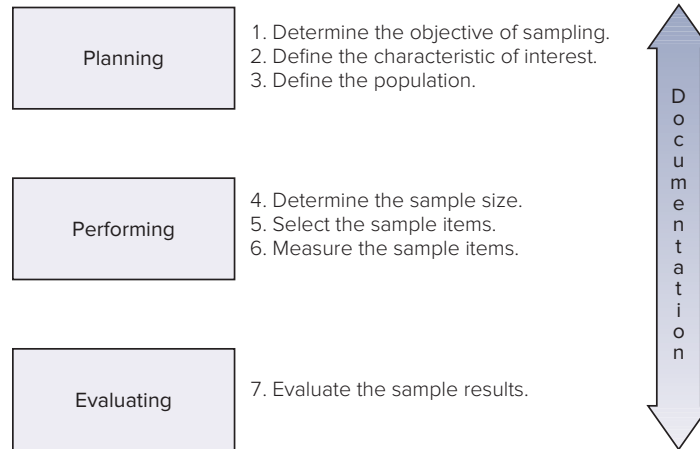 Planning
1. Determine the objective of sampling.
2. Define the characteristic of interest.
3. Define the population.
Performing
4. Determine the sample size.
5. Select the sample items.
6. Measure the sample items.
Evaluating
7. Evaluate the sample results.
Documentation